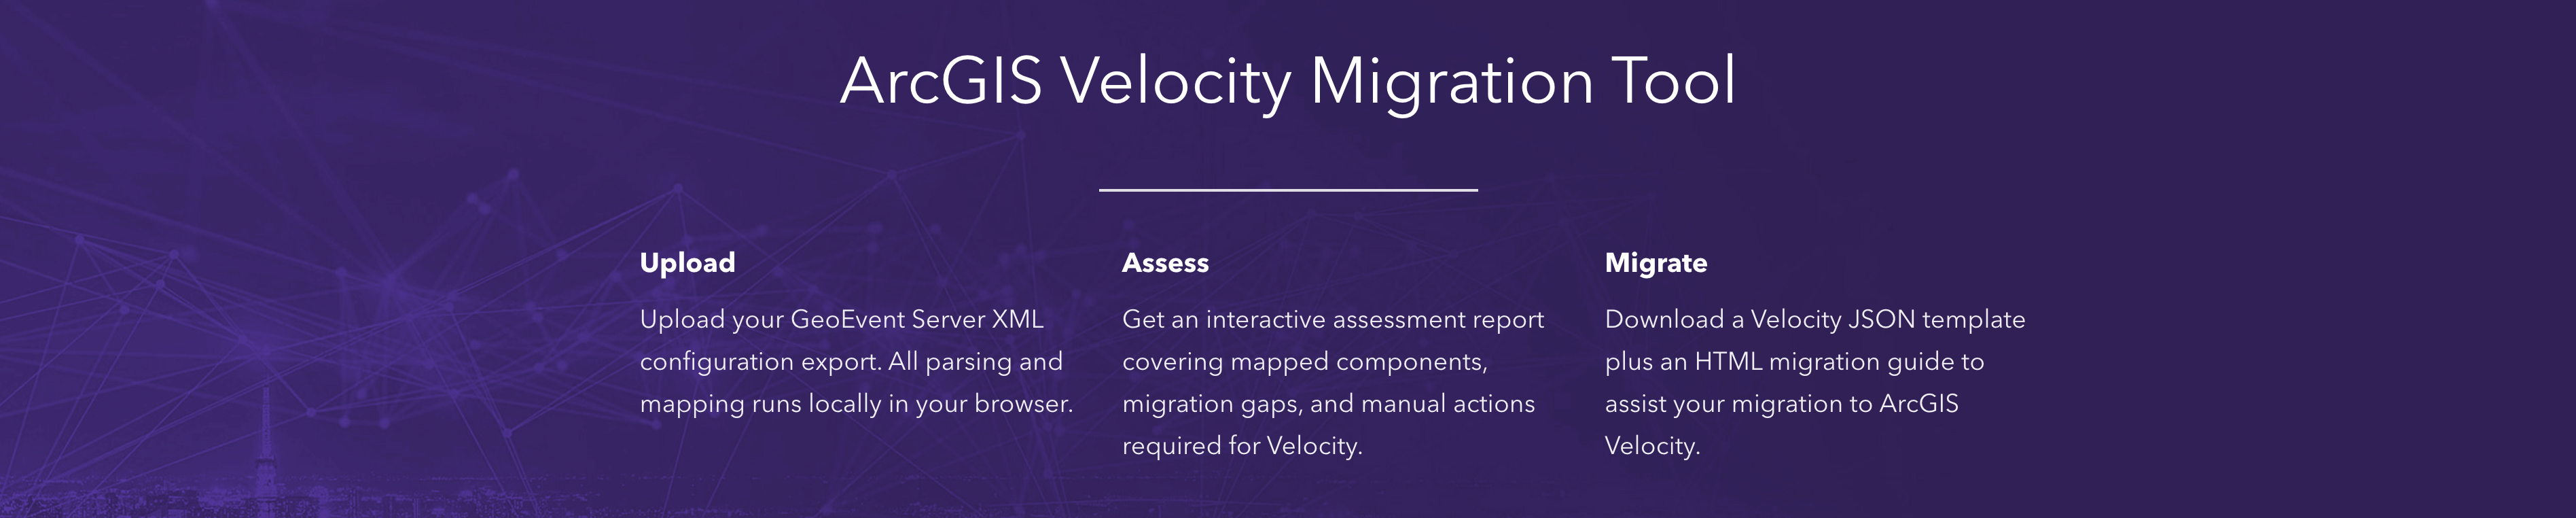 ArcGIS Velocity Migration Tool
Upload
Upload your GeoEvent Server XML
configuration export. All parsing and
mapping runs locally in your browser.
Assess
Get an interactive assessment report
covering mapped components,
migration gaps, and manual actions
required for Velocity.
Migrate
Download a Velocity JSON template
plus an HTML migration guide to
assist your migration to ArcGIS
Velocity.